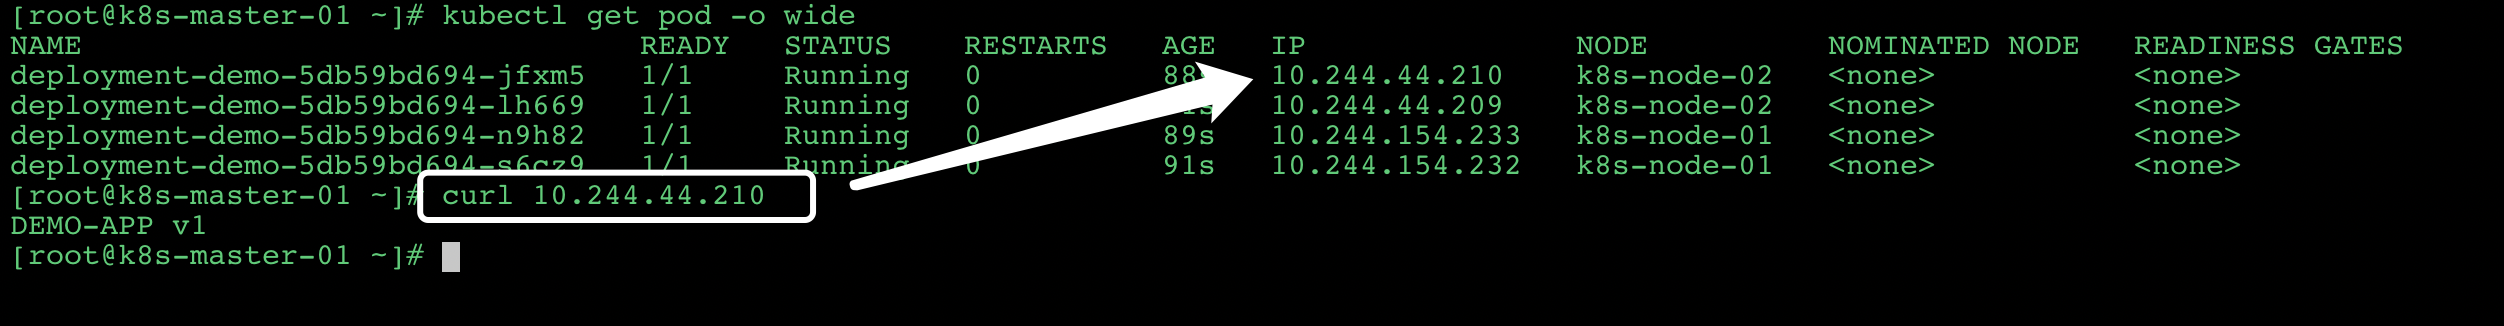 [root@k8s-master-01 ~]# kubectl get pod -o wide
NAME READY STATUS RESTARTS AGE IP NODE NOMINATED NODE READINESS GATES
deployment-demo-5db59bd694-jfxm5 1/1 Running 0 88s 10.244.44.210 k8s-node-02 <none> <none>
deployment-demo-5db59bd694-lh669 1/1 Running 0 10.244.44.209 k8s-node-02 <none> <none>
deployment-demo-5db59bd694-n9h82 1/1 Running 0 89s 10.244.154.233 k8s-node-01 <none> <none>
deployment-demo-5db59bd694-s6cz9 1/1 Running 0 91s 10.244.154.232 k8s-node-01 <none> <none>
[root@k8s-master-01 ~]# curl 10.244.44.210
DEMO-APP v1
[root@k8s-master-01 ~]#